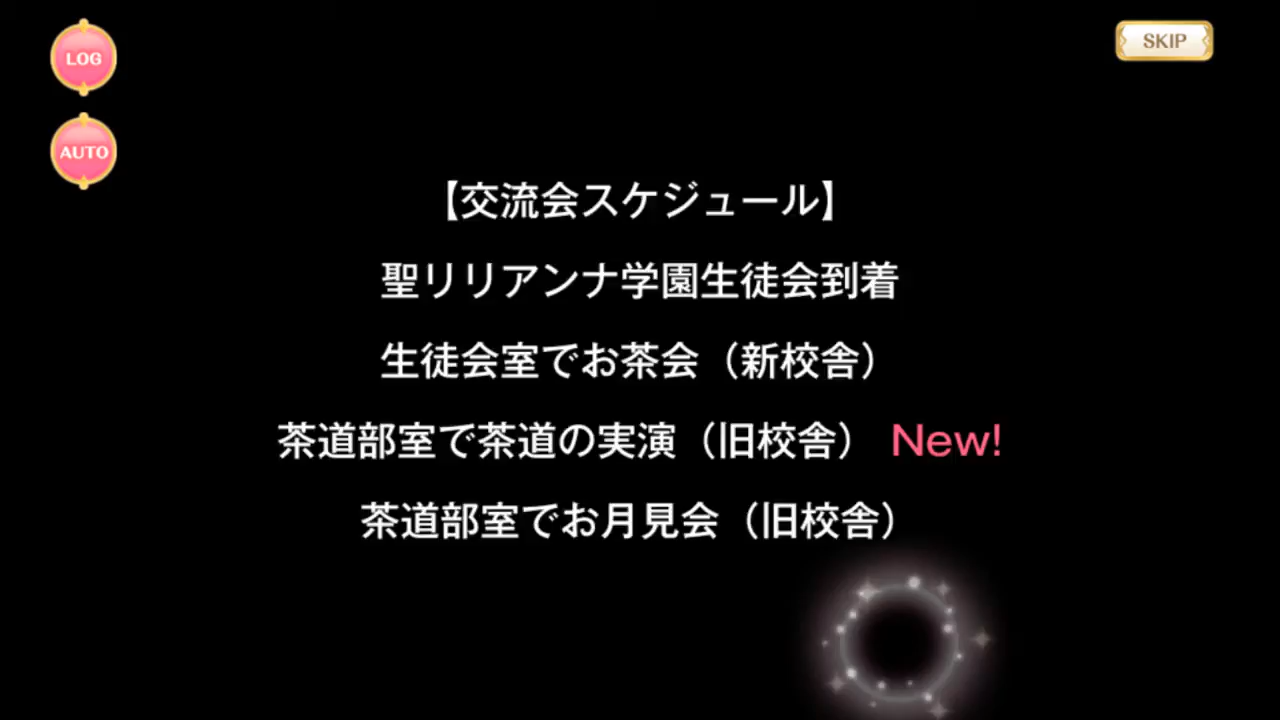 LOG
SKIP
AUTO
【交流会スケジュール】
聖リリアンナ学園生徒会到着
生徒会室でお茶会（新校舎）
茶道部室で茶道の実演（旧校舎） New!
茶道部室でお月見会（旧校舎）